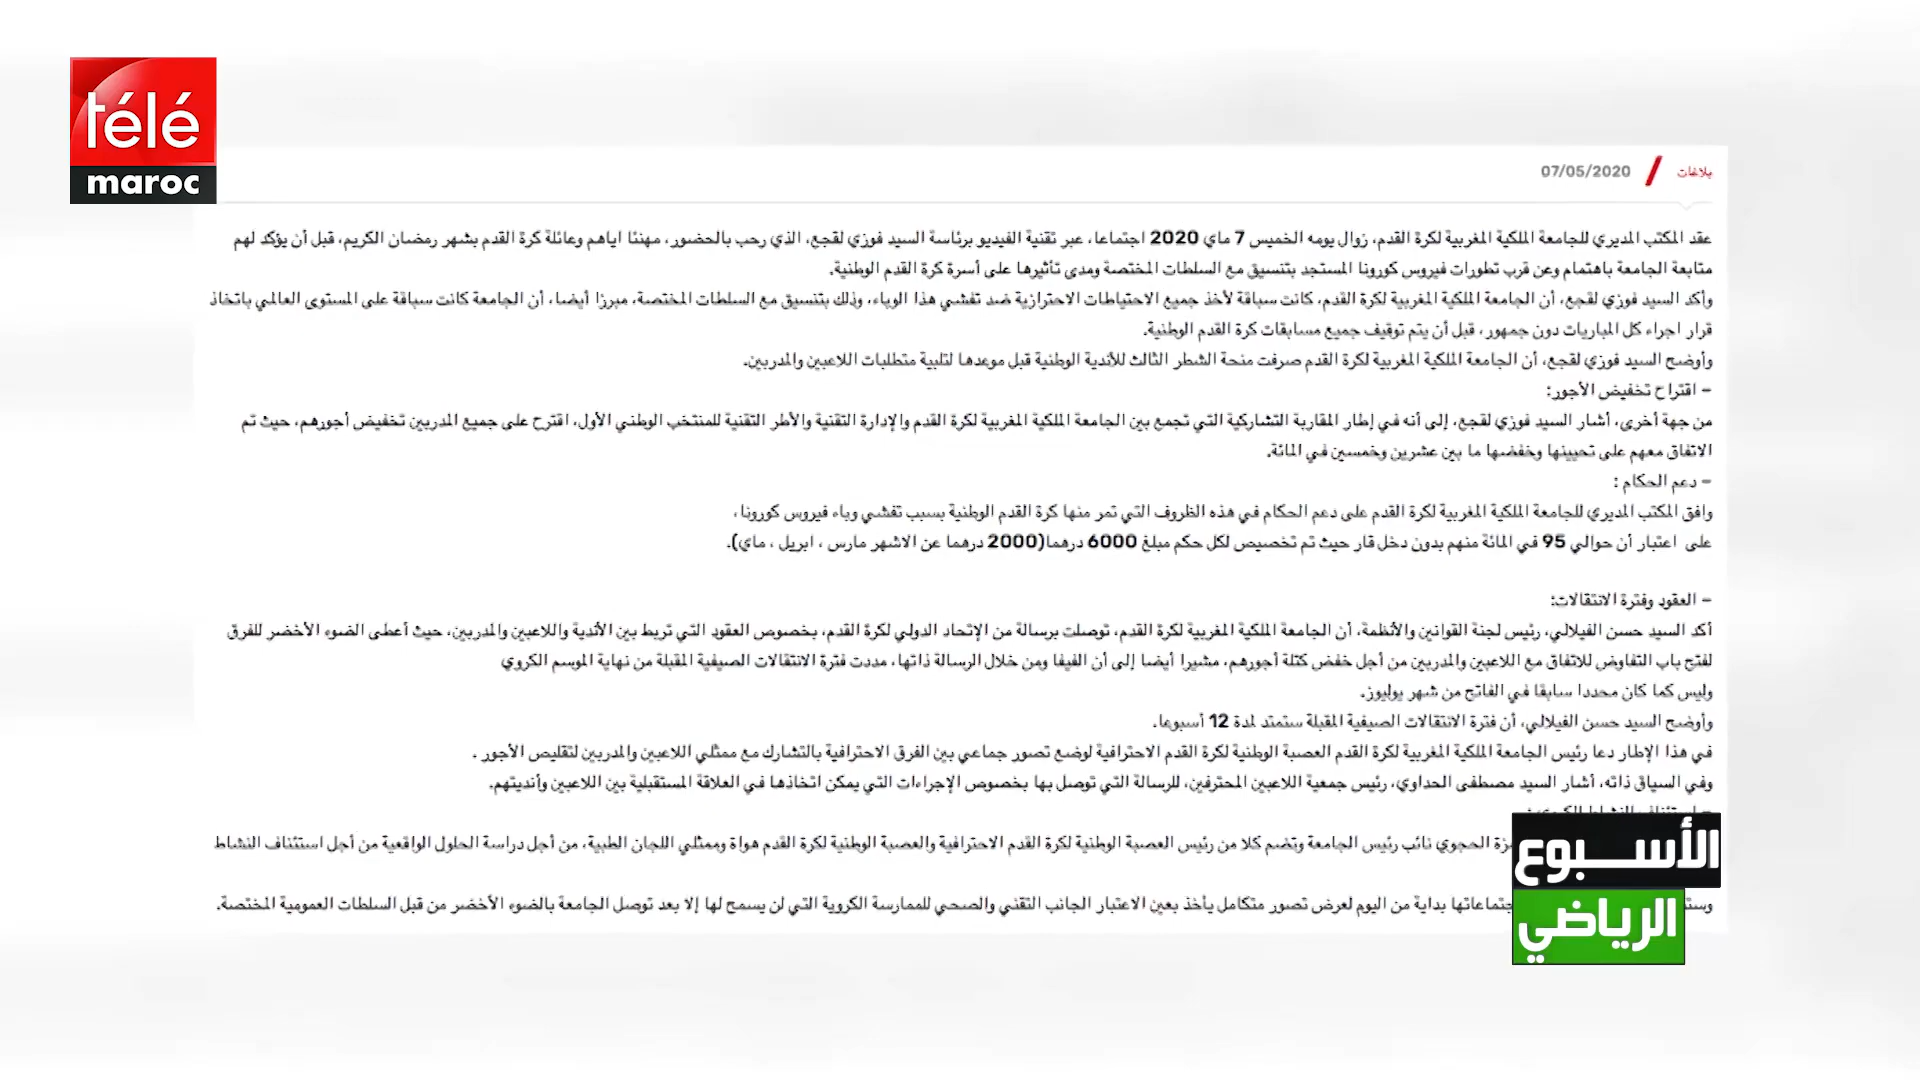 télé
maroc
بلاغات / 07/05/2020
عقد المكتب المديري للجامعة الملكية المغربية لكرة القدم، زوال يومه الخميس 7 ماي 2020 اجتماعا، عبر تقنية الفيديو برئاسة السيد فوزي لقجع، الذي رحب بالحضور، مهنئا اياهم وعائلة كرة القدم بشهر رمضان الكريم، قبل أن يؤكد لهم
متابعة الجامعة باهتمام وعن قرب تطورات فيروس كورونا المستجد بتنسيق مع السلطات المختصة ومدى تأثيرها على أسرة كرة القدم الوطنية.
وأكد السيد فوزي لقجع، أن الجامعة الملكية المغربية لكرة القدم، كانت سباقة لأخذ جميع الاحتياطات الاحترازية ضد تفشي هذا الوباء، وذلك بتنسيق مع السلطات المختصة، مبرزا أيضا، أن الجامعة كانت سباقة على المستوى العالمي باتخاذ
قرار اجراء كل المباريات دون جمهور، قبل أن يتم توقيف جميع مسابقات كرة القدم الوطنية.
وأوضح السيد فوزي لقجع، أن الجامعة الملكية المغربية لكرة القدم صرفت منحة الشطر الثالث للأندية الوطنية قبل موعدها لتلبية متطلبات اللاعبين والمدربين.
– اقتراح تخفيض الأجور:
من جهة أخرى، أشار السيد فوزي لقجع، إلى أنه في إطار المقاربة التشاركية التي تجمع بين الجامعة الملكية المغربية لكرة القدم والإدارة التقنية والأطر التقنية للمنتخب الوطني الأول، اقترح على جميع المدربين تخفيض أجورهم، حيث تم
الاتفاق معهم على تحيينها وخفضها ما بين عشرين وخمسين في المائة.
– دعم الحكام :
وافق المكتب المديري للجامعة الملكية المغربية لكرة القدم على دعم الحكام في هذه الظروف التي تمر منها كرة القدم الوطنية بسبب تفشي وباء فيروس كورونا،
على اعتبار أن حوالي 95 في المائة منهم بدون دخل قار حيث تم تخصيص لكل حكم مبلغ 6000 درهما(2000 درهما عن الاشهر مارس ، ابريل ، ماي).
– العقود وفترة الانتقالات:
أكد السيد حسن الفيلالي، رئيس لجنة القوانين والأنظمة، أن الجامعة الملكية المغربية لكرة القدم، توصلت برسالة من الإتحاد الدولي لكرة القدم، بخصوص العقود التي تربط بين الأندية واللاعبين والمدربين، حيث أعطى الضوء الأخضر للفرق
لفتح باب التفاوض للاتفاق مع اللاعبين والمدربين من أجل خفض كتلة أجورهم، مشيرا أيضا إلى أن الفيفا ومن خلال الرسالة ذاتها، مددت فترة الانتقالات الصيفية المقبلة من نهاية الموسم الكروي
وليس كما كان محددا سابقا في الفاتح من شهر يوليوز.
وأوضح السيد حسن الفيلالي، أن فترة الانتقالات الصيفية المقبلة ستمتد لمدة 12 أسبوعا.
في هذا الإطار دعا رئيس الجامعة الملكية المغربية لكرة القدم العصبة الوطنية لكرة القدم الاحترافية لوضع تصور جماعي بين الفرق الاحترافية بالتشارك مع ممثلي اللاعبين والمدربين لتقليص الأجور .
وفي السياق ذاته، أشار السيد مصطفى الحداوي، رئيس جمعية اللاعبين المحترفين، للرسالة التي توصل بها بخصوص الإجراءات التي يمكن اتخاذها في العلاقة المستقبلية بين اللاعبين وأنديتهم.
الحجوي نائب رئيس الجامعة وتضم كلا من رئيس العصبة الوطنية لكرة القدم الاحترافية والعصبة الوطنية لكرة القدم هواة وممثلي اللجان الطبية، من أجل دراسة الحلول الواقعية من أجل استئناف النشاط
بداية من اليوم لعرض تصور متكامل يأخذ بعين الاعتبار الجانب التقني والصحي للممارسة الكروية التي لن يسمح لها إلا بعد توصل الجامعة بالضوء الأخضر من قبل السلطات العمومية المختصة.
الأسبوع
الرياضي